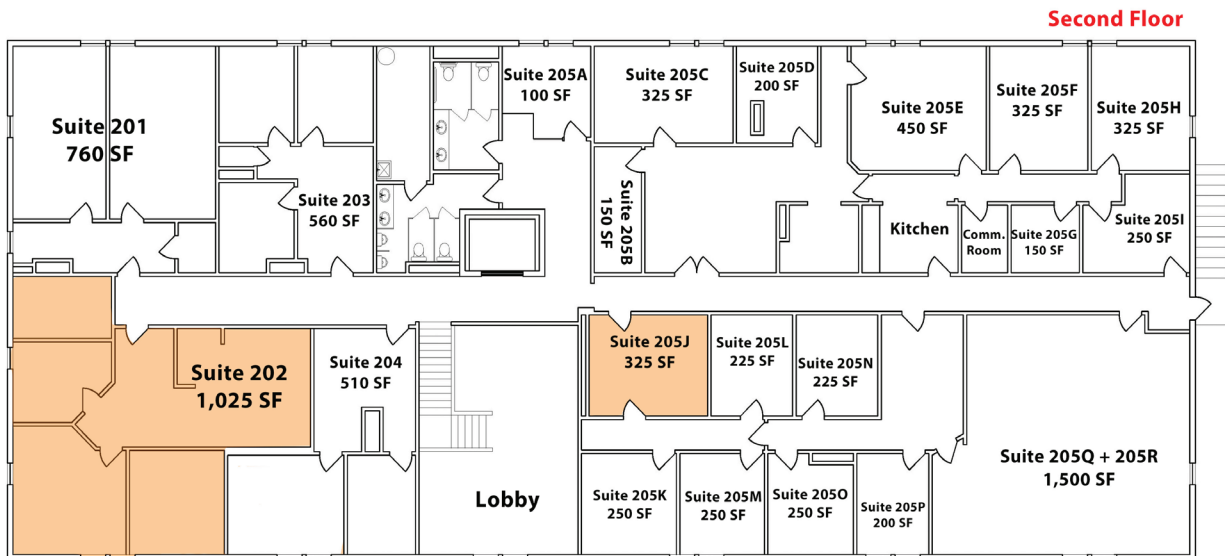 Second Floor
Suite 201
760 SF
Suite 203
560 SF
Suite 205A
100 SF
Suite 205B
150 SF
Suite 205C
325 SF
Suite 205D
200 SF
Suite 205E
450 SF
Suite 205F
325 SF
Suite 205H
325 SF
Kitchen
Comm.
Room
Suite 205G
150 SF
Suite 205I
250 SF
Suite 202
1,025 SF
Suite 204
510 SF
Lobby
Suite 205J
325 SF
Suite 205L
225 SF
Suite 205N
225 SF
Suite 205K
250 SF
Suite 205M
250 SF
Suite 205O
250 SF
Suite 205P
200 SF
Suite 205Q + 205R
1,500 SF